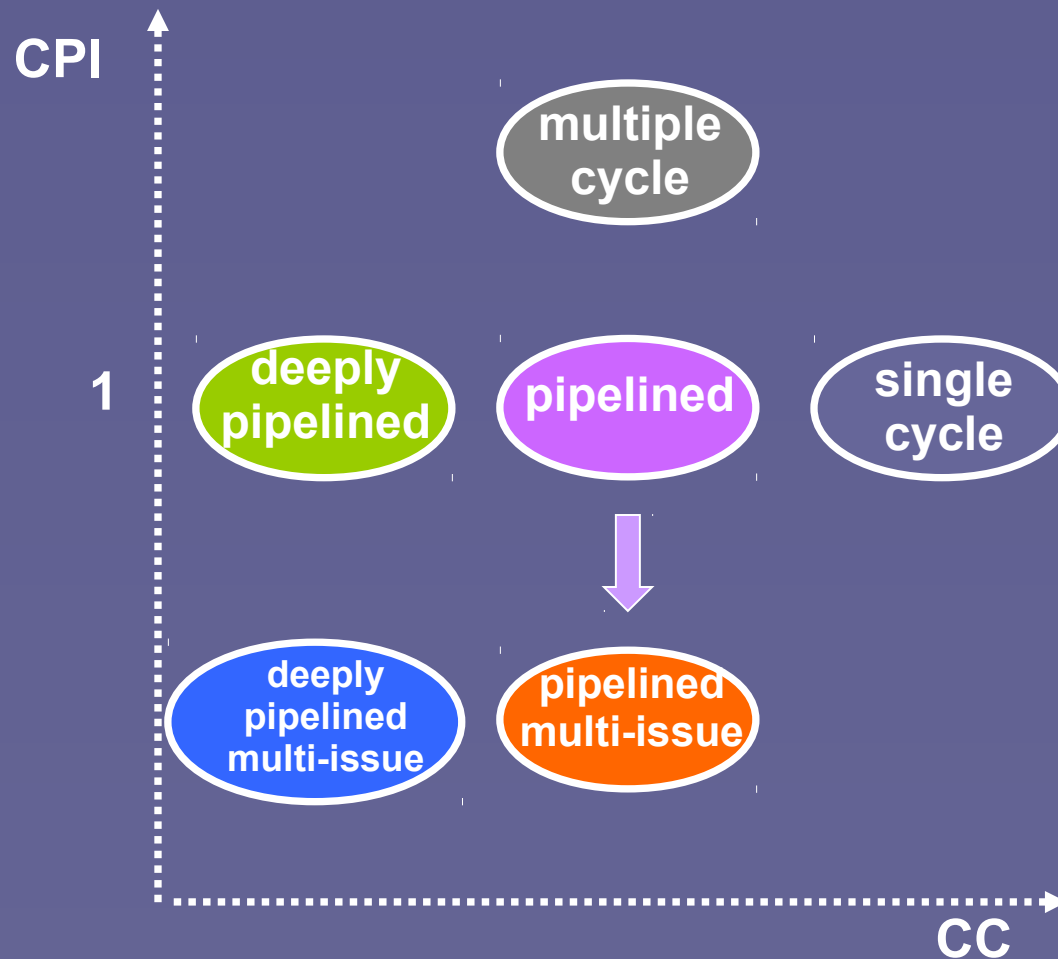 CPI
multiple
cycle
1
deeply
pipelined
pipelined
single
cycle
deeply
pipelined
multi-issue
pipelined
multi-issue
CC